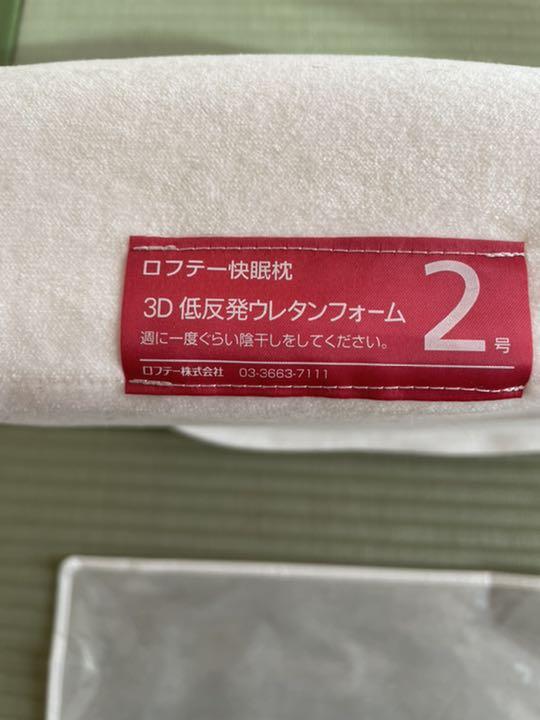 ロフテー快眠枕
3D 低反発ウレタンフォーム
2号
週に一度ぐらい陰干しをしてください。
ロフテー株式会社 03-3663-7111